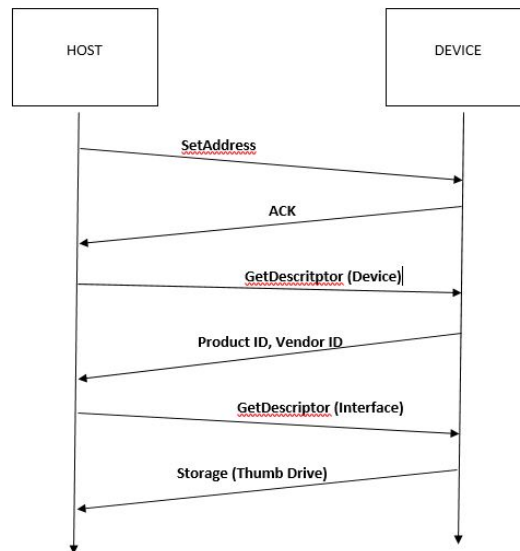 HOST
DEVICE
SetAddress
ACK
GetDescritptor (Device)
Product ID, Vendor ID
GetDescriptor (Interface)
Storage (Thumb Drive)